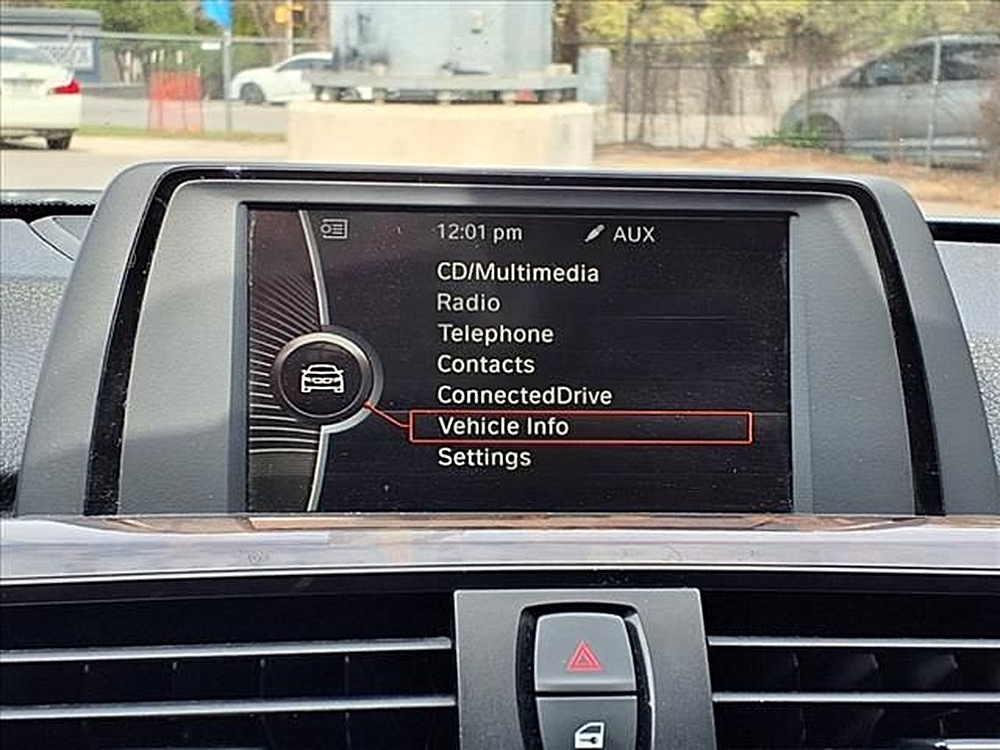 12:01 pm AUX
CD/Multimedia
Radio
Telephone
Contacts
ConnectedDrive
Vehicle Info
Settings